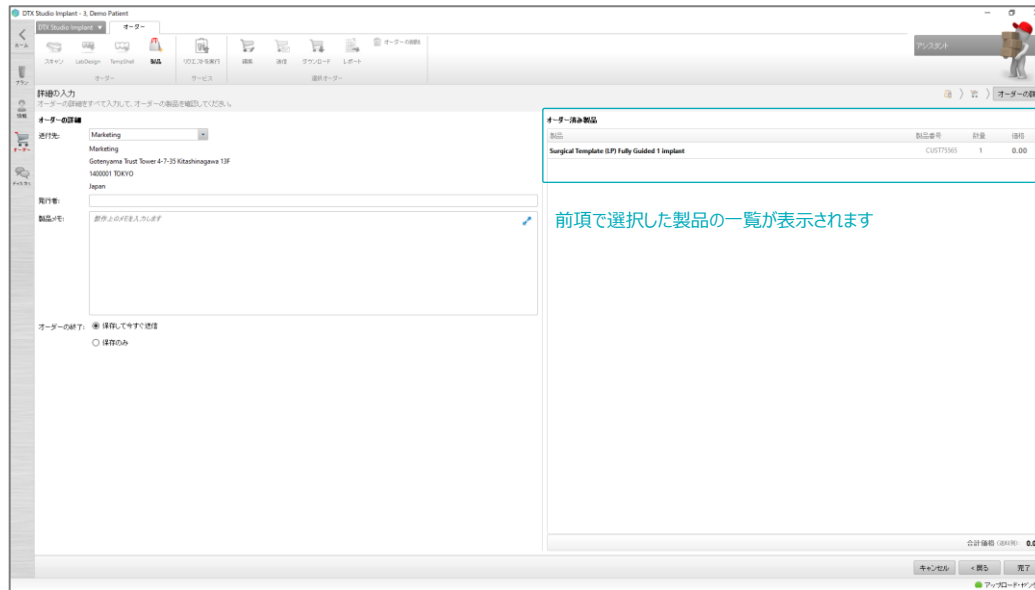 DTX Studio Implant - 3, Demo Patient
DTX Studio Implant オーダー
ホーム
スキャン LabDesign TempShell 製品 リクエストを実行 編集 送信 ダウンロード レポート オーダーの削除
オーダー サービス 選択オーダー
アシスタント
プラン
詳細の入力
オーダーの詳細をすべて入力して、オーダーの製品を確認してください。
オーダーの詳
情報
オーダー
オーダーの詳細
送付先: Marketing
Marketing
Gotenyama Trust Tower 4-7-35 Kitashinagawa 13F
1400001 TOKYO
Japan
発行者:
製品メモ: 製作上のメモを入力します
オーダーの終了: 保存して今すぐ送信
保存のみ
オーダー済み製品
製品 製品番号 数量 価格
Surgical Template (LP) Fully Guided 1 implant CUST75565 1 0.00
前項で選択した製品の一覧が表示されます
合計価格 0.0
キャンセル <戻る 完了